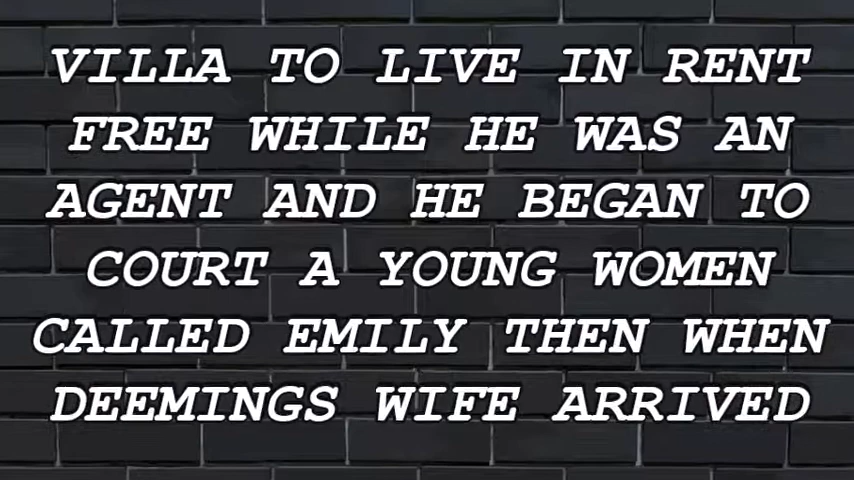 VILLA TO LIVE IN RENT
FREE WHILE HE WAS AN
AGENT AND HE BEGAN TO
COURT A YOUNG WOMEN
CALLED EMILY THEN WHEN
DEEMINGS WIFE ARRIVED